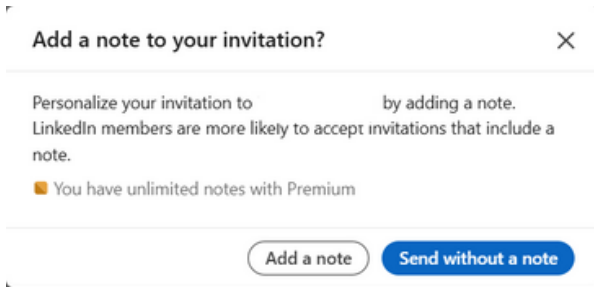 Add a note to your invitation?
Personalize your invitation to by adding a note.
LinkedIn members are more likely to accept invitations that include a
note.
You have unlimited notes with Premium
Add a note
Send without a note